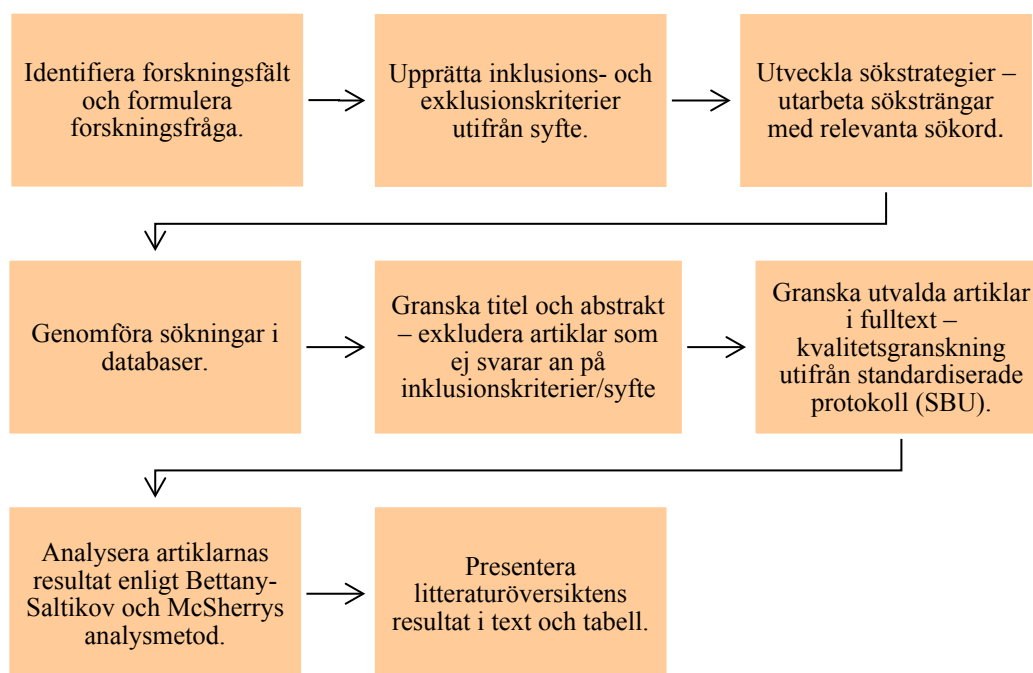 Identifiera forskningsfält
och formulera
forskningsfråga.
Upprätta inklusions- och
exklusionskriterier
utifrån syfte.
Utveckla sökstrategier –
utarbeta söksträngar
med relevanta sökord.
Genomföra sökningar i
databaser.
Granska titel och abstrakt
– exkludera artiklar som
ej svarar an på
inklusionskriterier/syfte
Granska utvalda artiklar
i fulltext –
kvalitetsgranskning
utifrån standardiserade
protokoll (SBU).
Analysera artiklarnas
resultat enligt Bettany-
Saltikov och McSherrys
analysmetod.
Presentera
litteraturöversiktens
resultat i text och tabell.